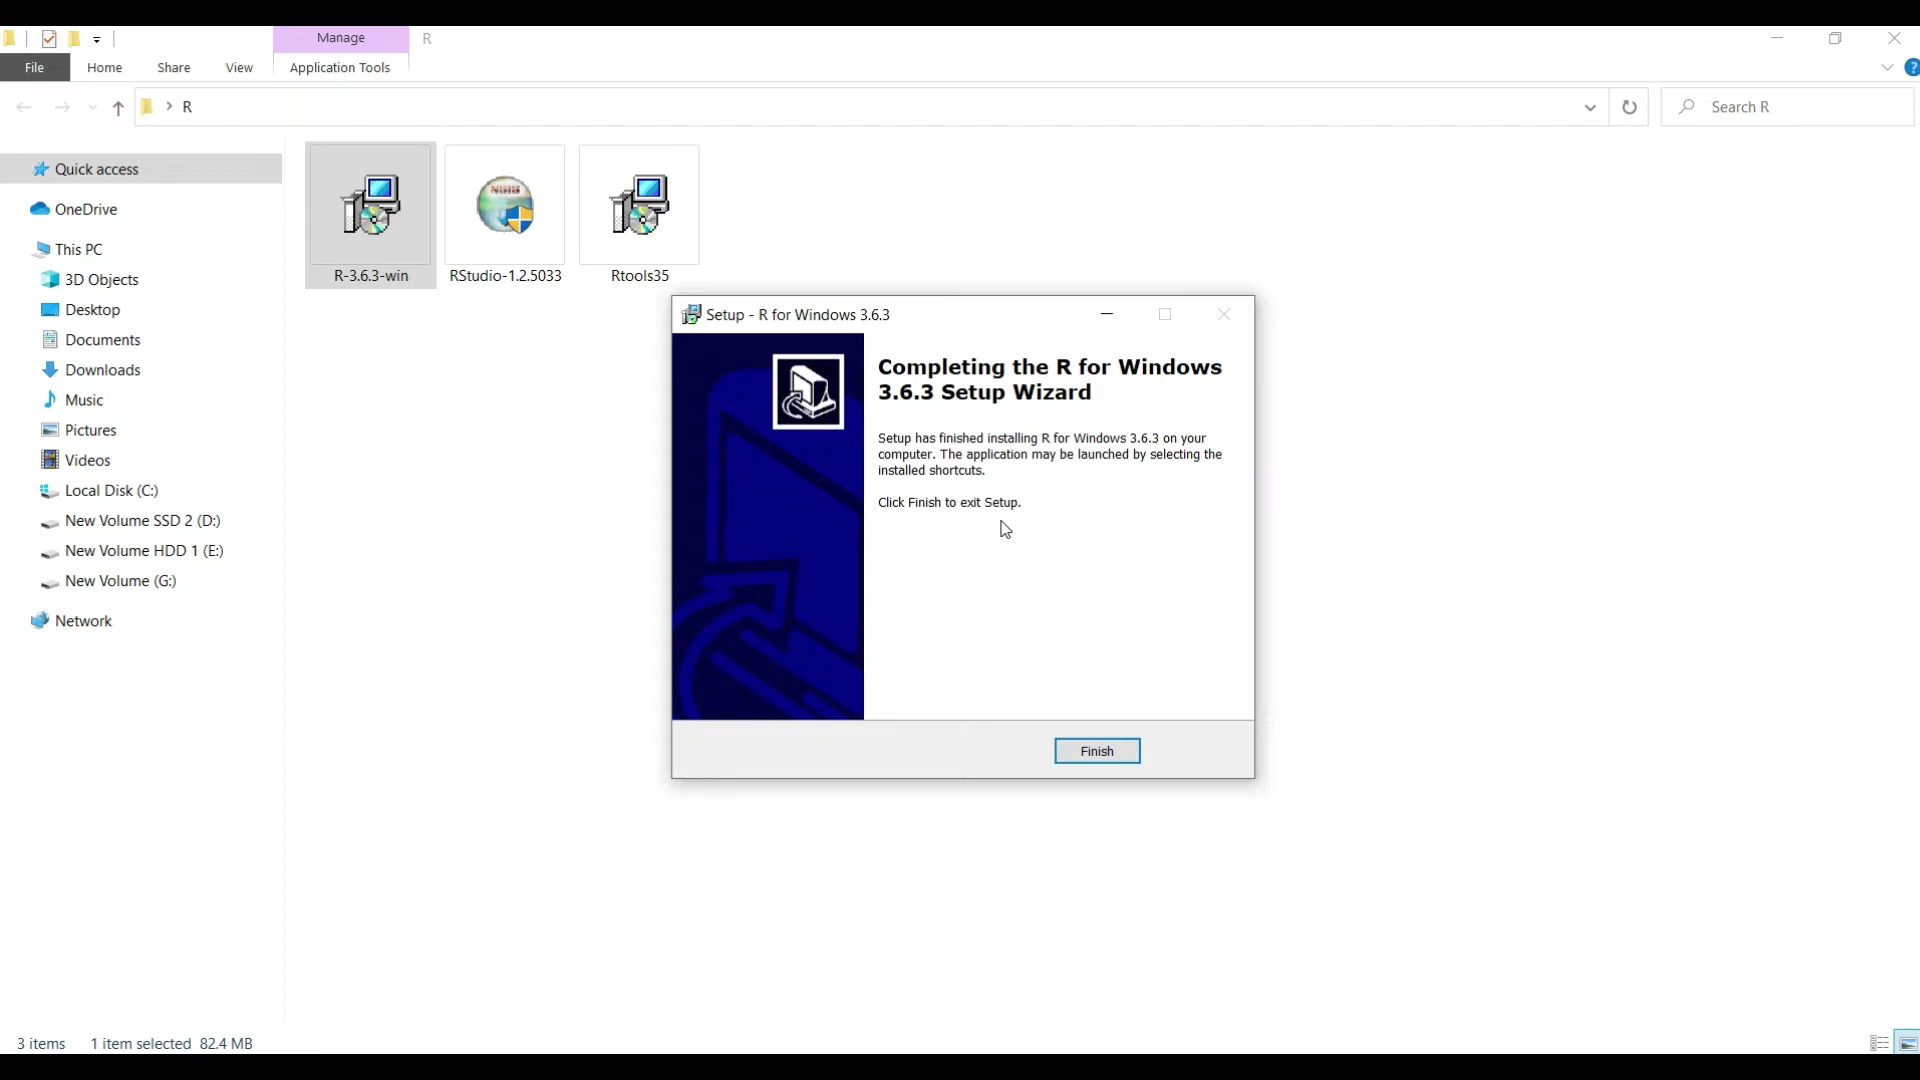 Manage
R
File
Home
Share
View
Application Tools
R
Search R
Quick access
OneDrive
This PC
3D Objects
Desktop
Documents
Downloads
Music
Pictures
Videos
Local Disk (C:)
New Volume SSD 2 (D:)
New Volume HDD 1 (E:)
New Volume (G:)
Network
R-3.6.3-win
NSIS
RStudio-1.2.5033
Rtools35
Setup - R for Windows 3.6.3
Completing the R for Windows
3.6.3 Setup Wizard
Setup has finished installing R for Windows 3.6.3 on your
computer. The application may be launched by selecting the
installed shortcuts.
Click Finish to exit Setup.
Finish
3 items
1 item selected 82.4 MB